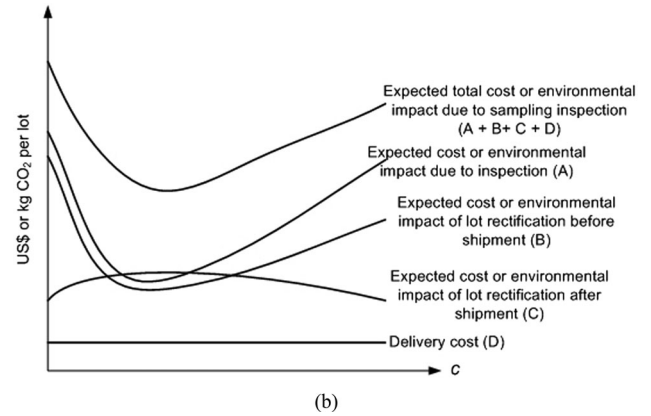 US$ or kg CO₂ per lot
Expected total cost or environmental
impact due to sampling inspection
(A + B+ C + D)
Expected cost or environmental
impact due to inspection (A)
Expected cost or environmental
impact of lot rectification before
shipment (B)
Expected cost or environmental
impact of lot rectification after
shipment (C)
Delivery cost (D)
c
(b)